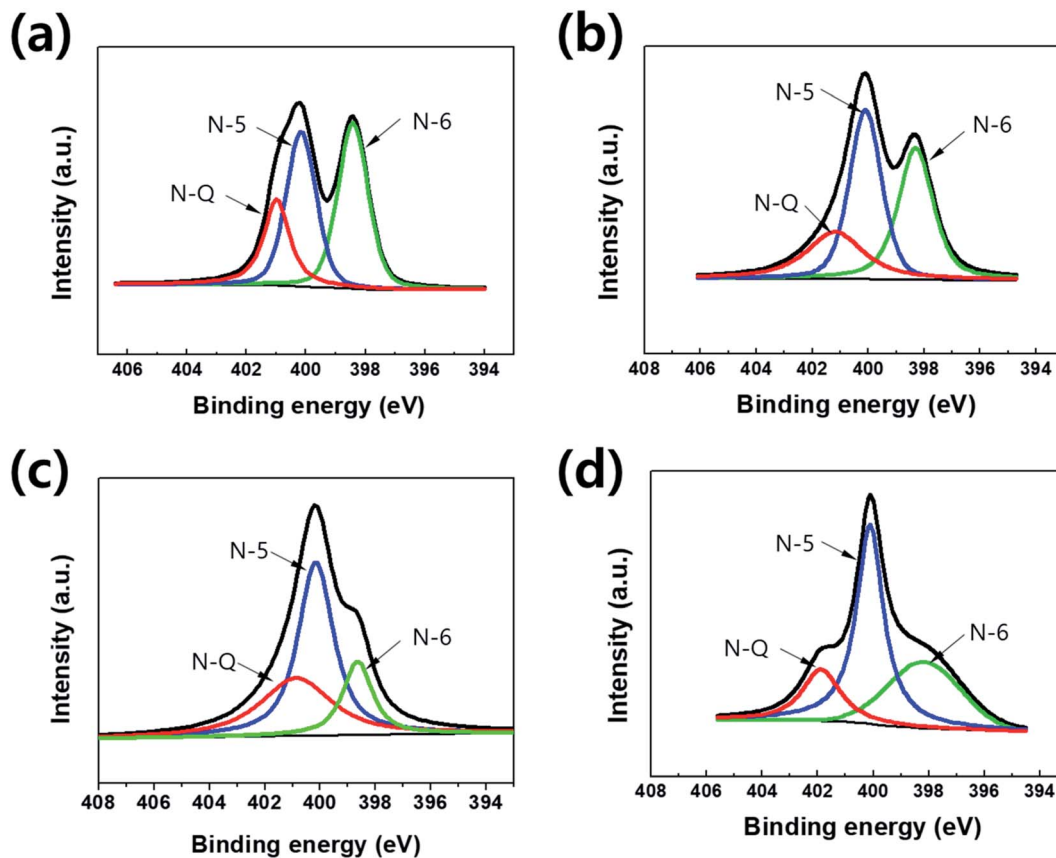 (a)
N-5
N-6
N-Q
Intensity (a.u.)
406 404 402 400 398 396 394
Binding energy (eV)
(b)
N-5
N-6
N-Q
Intensity (a.u.)
408 406 404 402 400 398 396 394
Binding energy (eV)
(c)
N-5
N-6
N-Q
Intensity (a.u.)
408 406 404 402 400 398 396 394
Binding energy (eV)
(d)
N-5
N-6
N-Q
Intensity (a.u.)
408 406 404 402 400 398 396 394
Binding energy (eV)